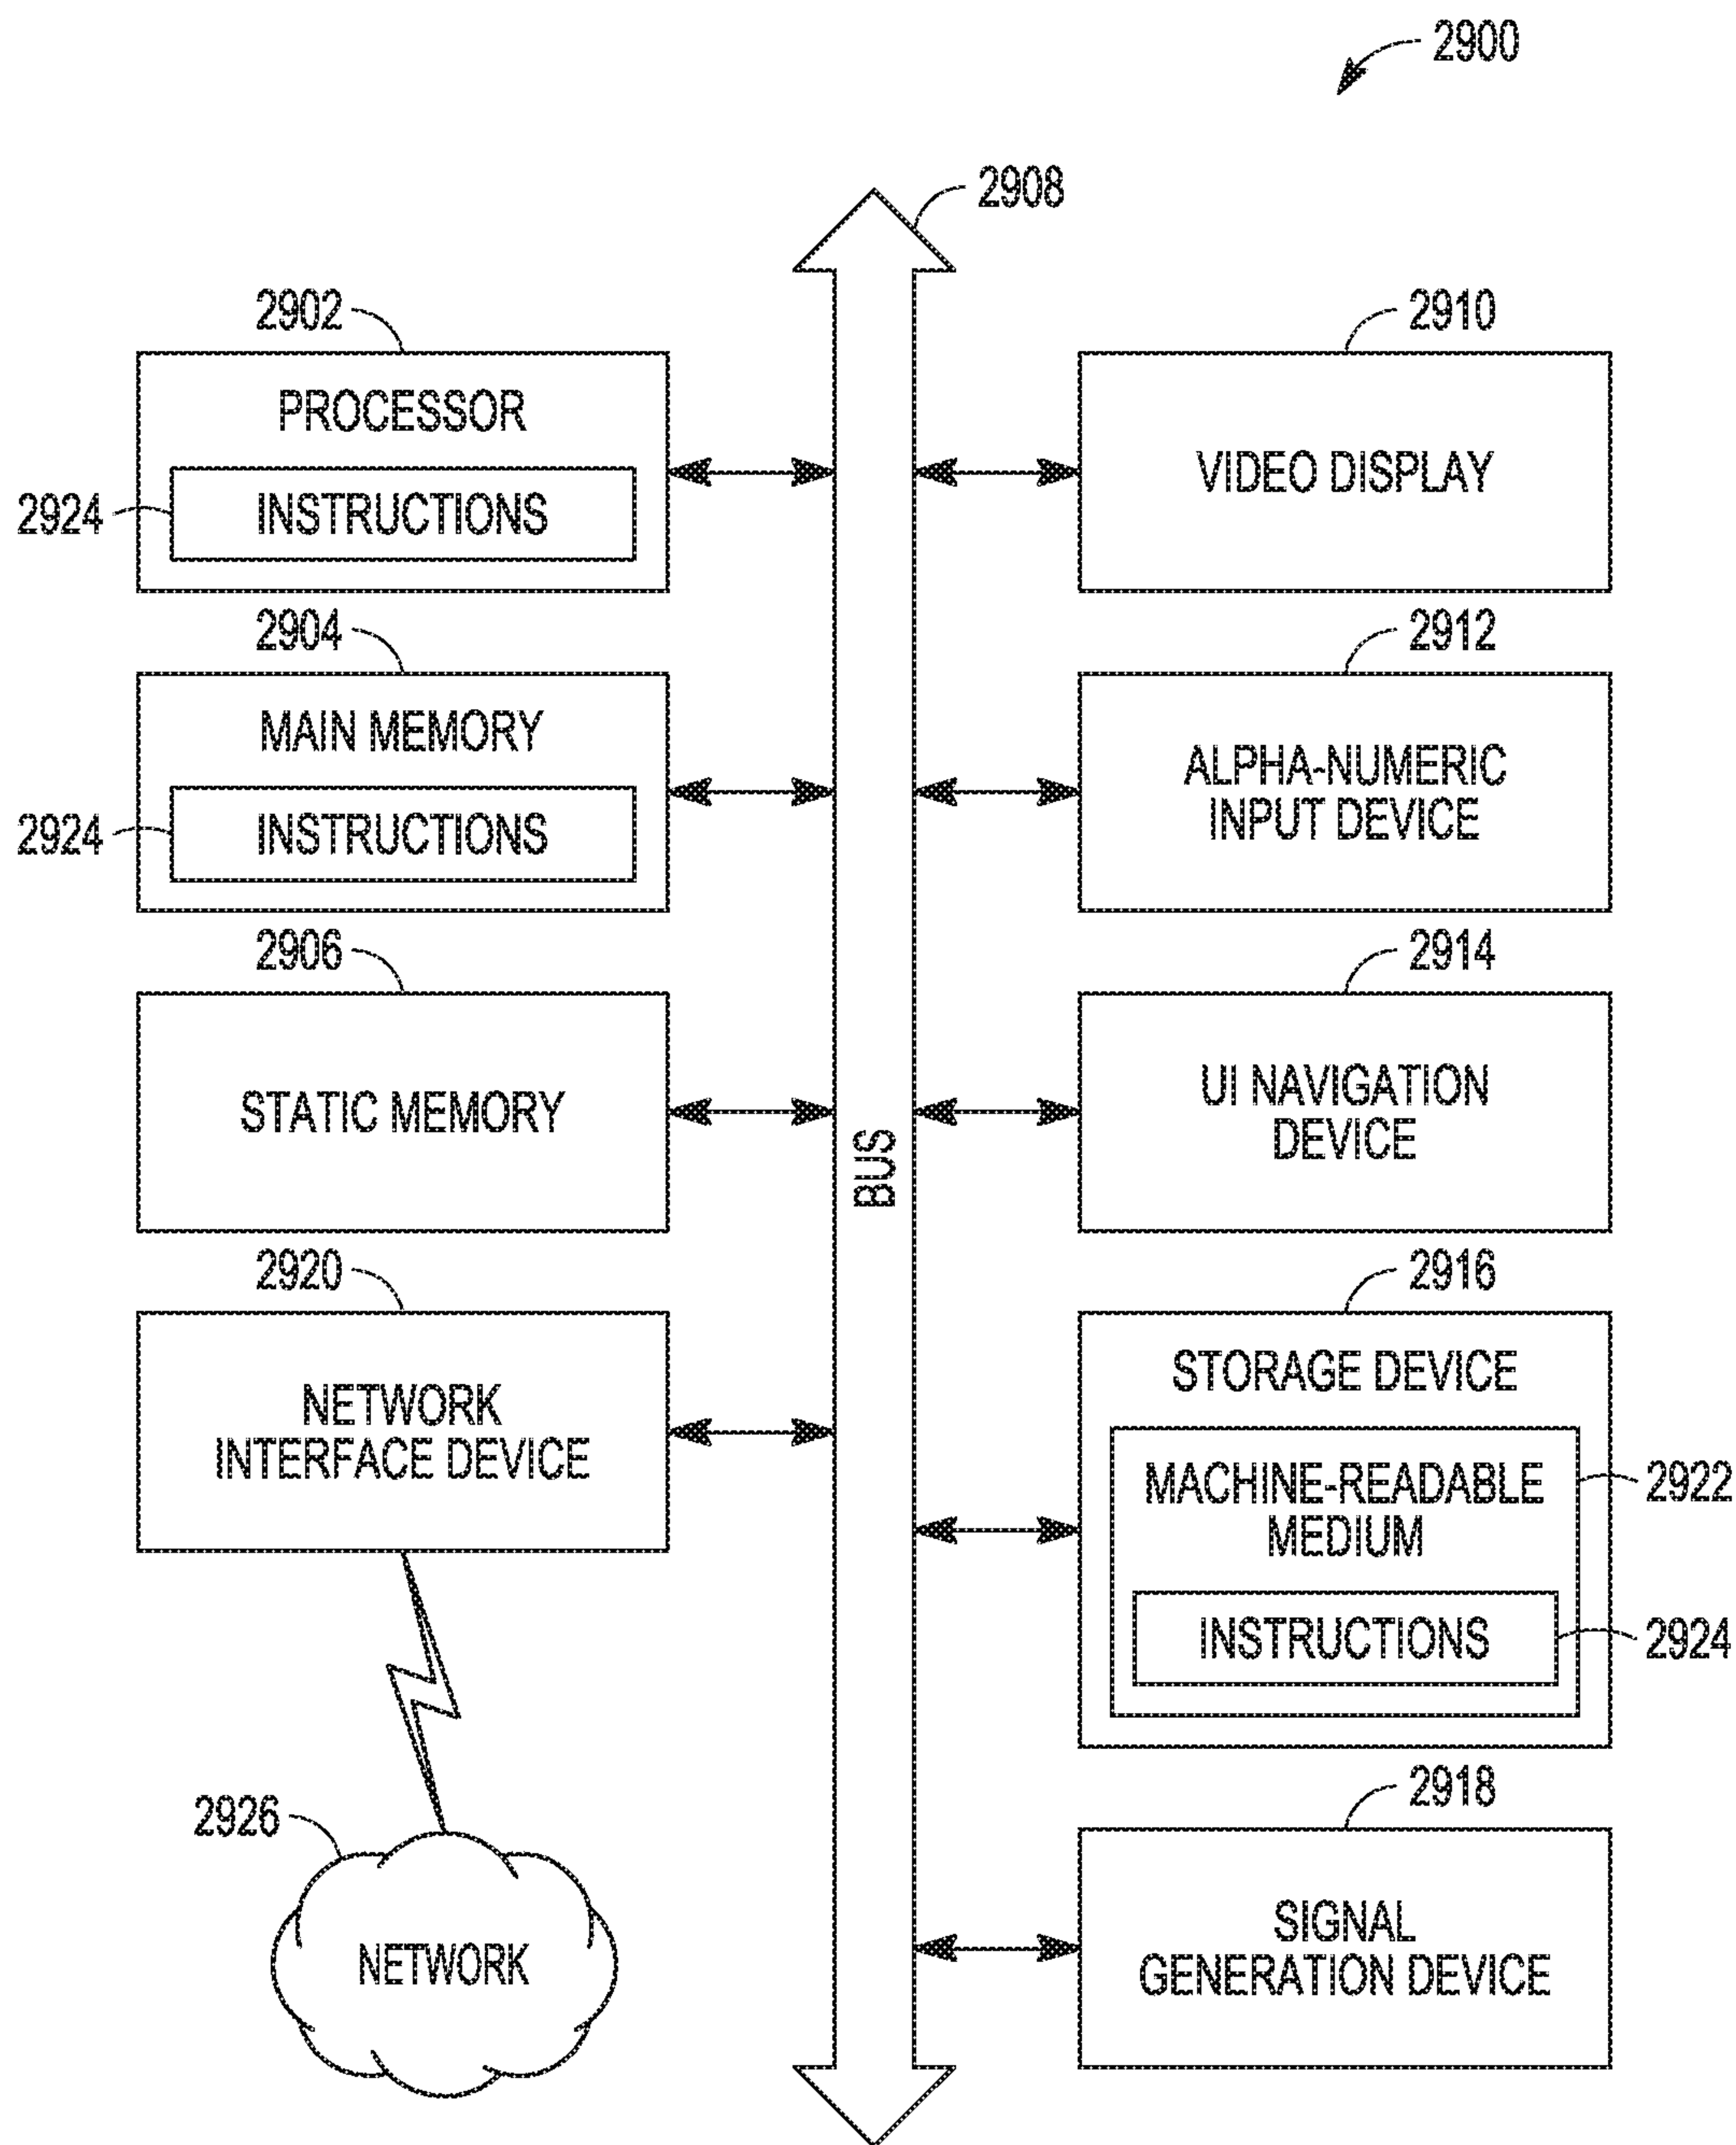 2900
2908
2902
PROCESSOR
2924
INSTRUCTIONS
2910
VIDEO DISPLAY
2904
MAIN MEMORY
2924
INSTRUCTIONS
2912
ALPHA-NUMERIC
INPUT DEVICE
2906
STATIC MEMORY
BUS
2914
UI NAVIGATION
DEVICE
2920
NETWORK
INTERFACE DEVICE
2916
STORAGE DEVICE
MACHINE-READABLE
MEDIUM
2922
INSTRUCTIONS
2924
2926
NETWORK
2918
SIGNAL
GENERATION DEVICE